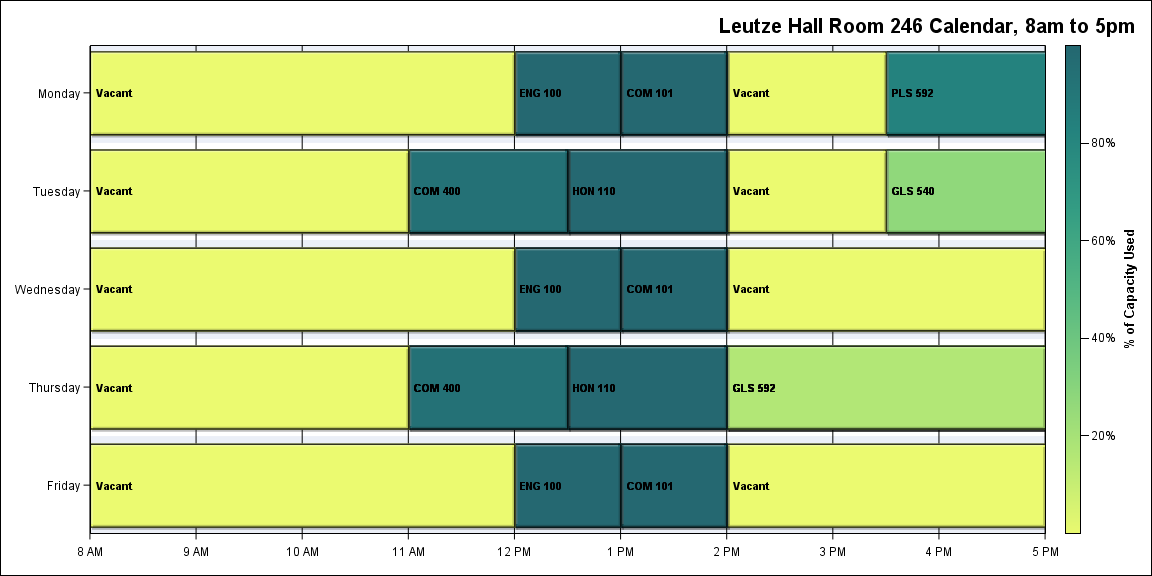 Leutze Hall Room 246 Calendar, 8am to 5pm
Monday
Vacant
ENG 100
COM 101
Vacant
PLS 592
Tuesday
Vacant
COM 400
HON 110
Vacant
GLS 540
Wednesday
Vacant
ENG 100
COM 101
Vacant
Thursday
Vacant
COM 400
HON 110
GLS 592
Friday
Vacant
ENG 100
COM 101
Vacant
8 AM
9 AM
10 AM
11 AM
12 PM
1 PM
2 PM
3 PM
4 PM
5 PM
80%
60%
40%
20%
% of Capacity Used